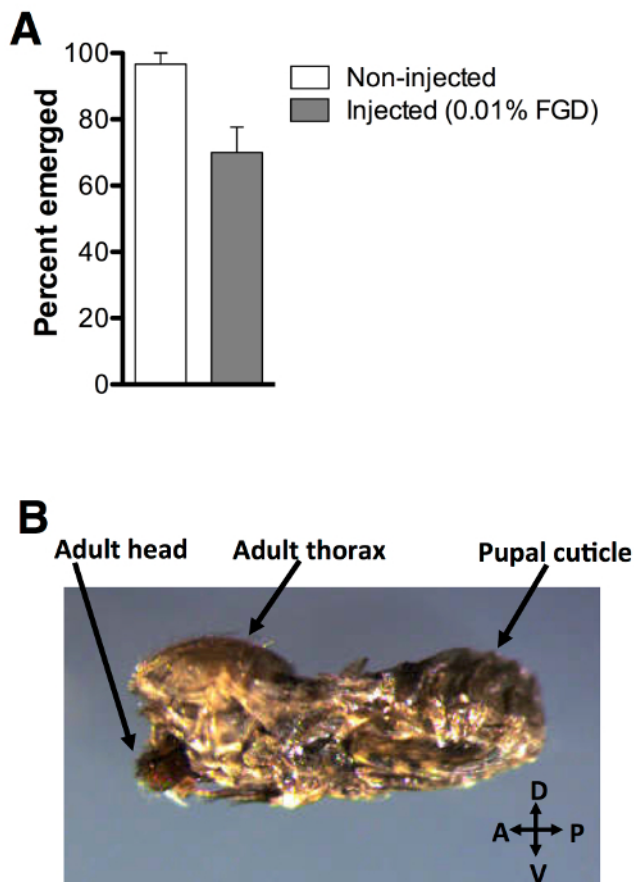 A
100
80
60
40
20
0
Percent emerged
Non-injected
Injected (0.01% FGD)
B
Adult head
Adult thorax
Pupal cuticle
D
A
P
V